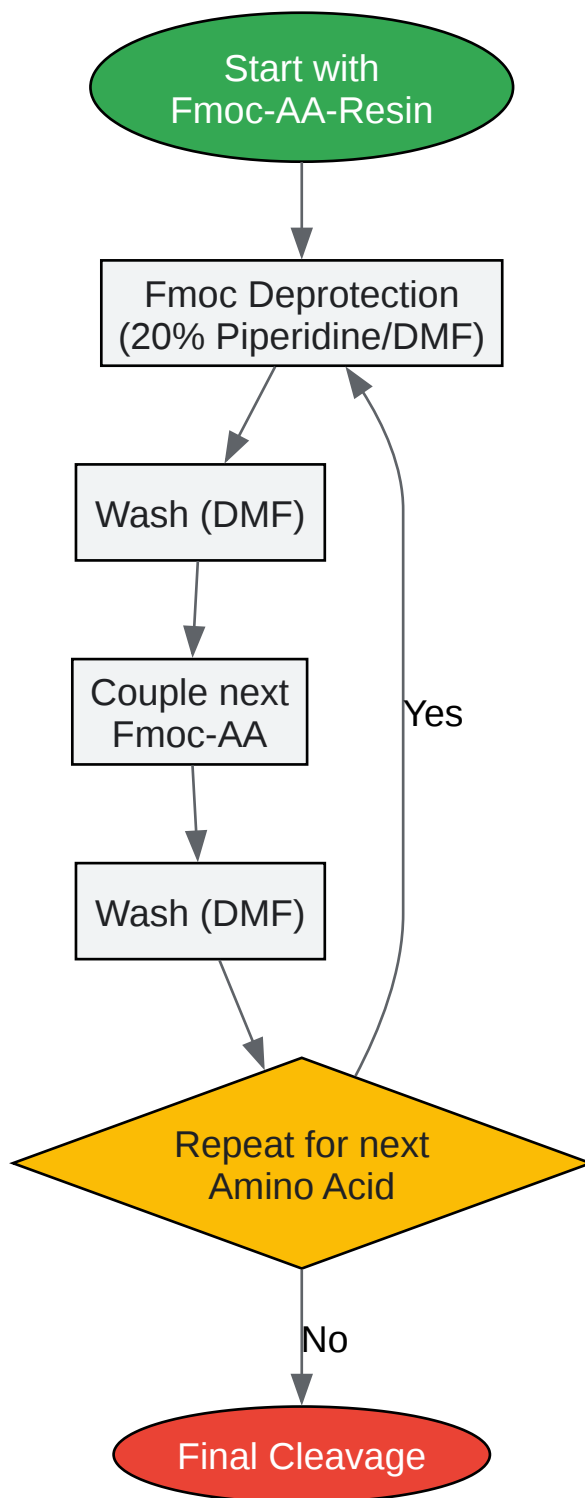 Start with
Fmoc-AA-Resin
Fmoc Deprotection
(20% Piperidine/DMF)
Wash (DMF)
Couple next
Fmoc-AA
Yes
Wash (DMF)
Repeat for next
Amino Acid
No
Final Cleavage